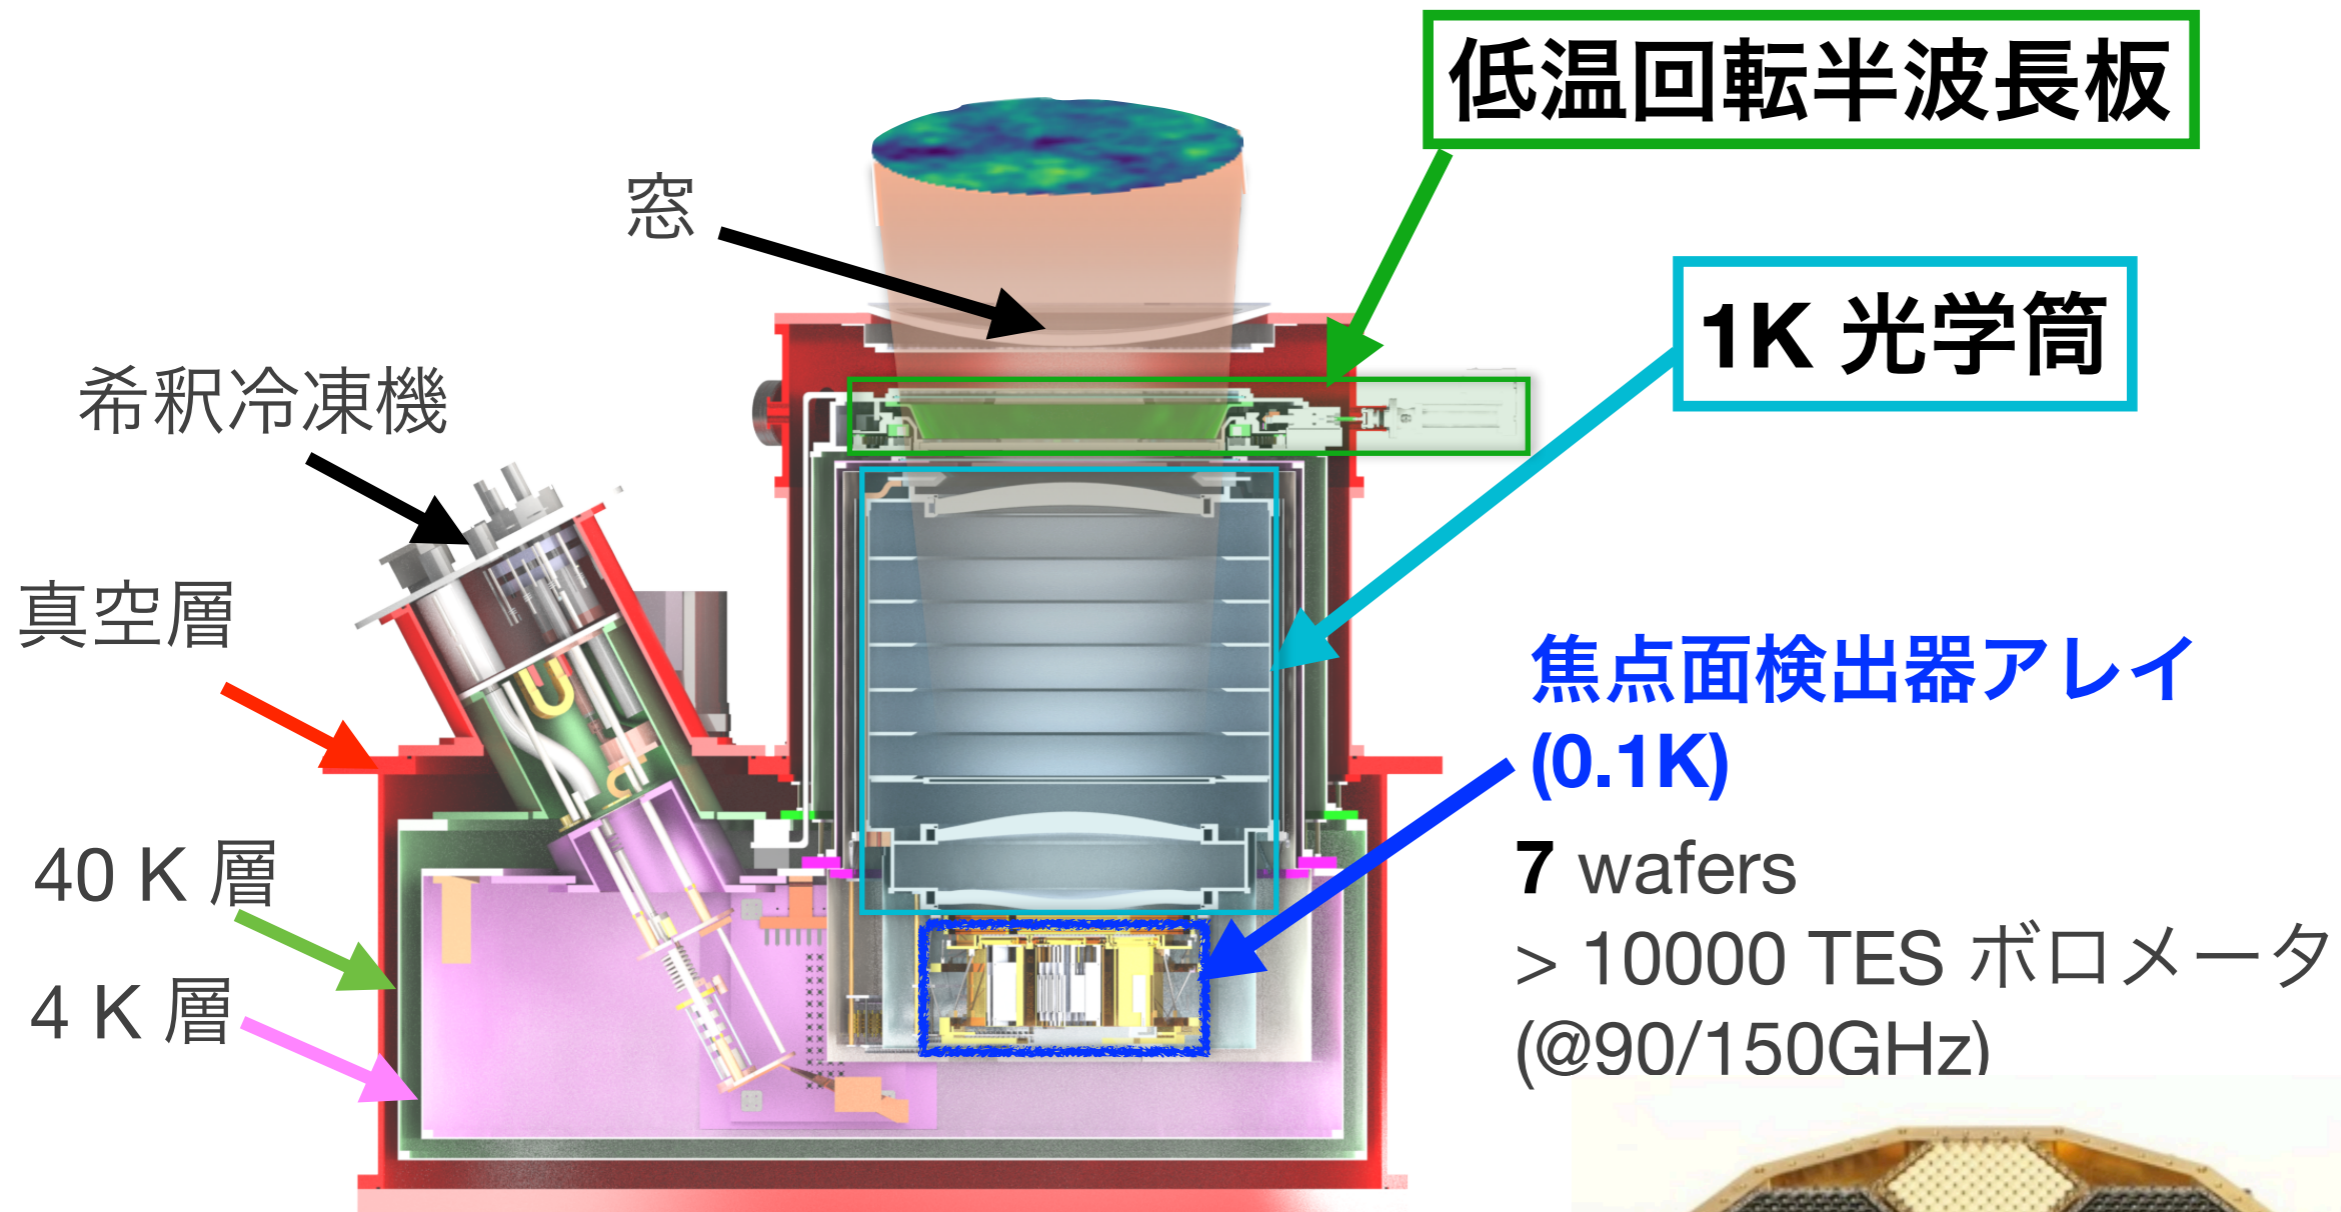 低温回転半波長板
窓
1K 光学筒
希釈冷凍機
真空層
焦点面検出器アレイ
(0.1K)
40 K 層
7 wafers
> 10000 TES ボロメータ
4 K 層
(@90/150GHz)